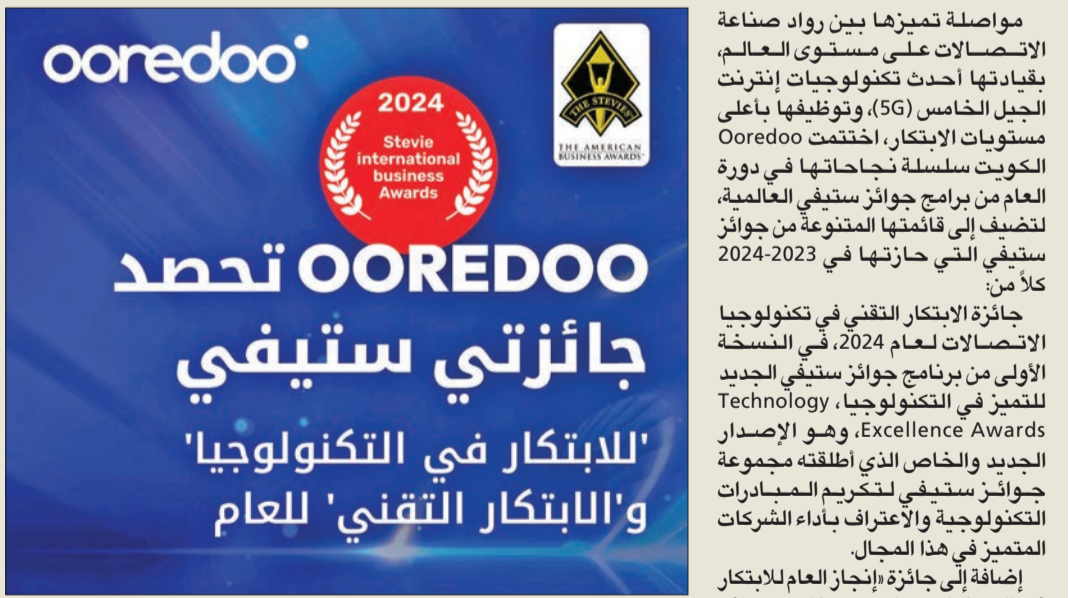 ooredoo
2024
Stevie
international
business
Awards
THE STEVIES
THE AMERICAN
BUSINESS AWARDS
OOREDOO تحصد
جائزتي ستيفي
'للابتكار في التكنولوجيا'
و'الابتكار التقني' للعام
مواصلة تميزها بين رواد صناعة
الاتصالات على مستوى العالم،
بقيادتها أحدث تكنولوجيات إنترنت
الجيل الخامس (5G)، وتوظيفها بأعلى
مستويات الابتكار، اختتمت Ooredoo
الكويت سلسلة نجاحاتها في دورة
العام من برامج جوائز ستيفي العالمية،
لتضيف إلى قائمتها المتنوعة من جوائز
ستيفي التي حازتها في 2023-2024
كلاً من:
جائزة الابتكار التقني في تكنولوجيا
الاتصالات لعام 2024، في النسخة
الأولى من برنامج جوائز ستيفي الجديد
للتميز في التكنولوجيا، Technology
Excellence Awards، وهو الإصدار
الجديد والخاص الذي أطلقته مجموعة
جوائز ستيفي لتكريم المبادرات
التكنولوجية والاعتراف بأداء الشركات
المتميز في هذا المجال.
إضافة إلى جائزة «إنجاز العام للابتكار